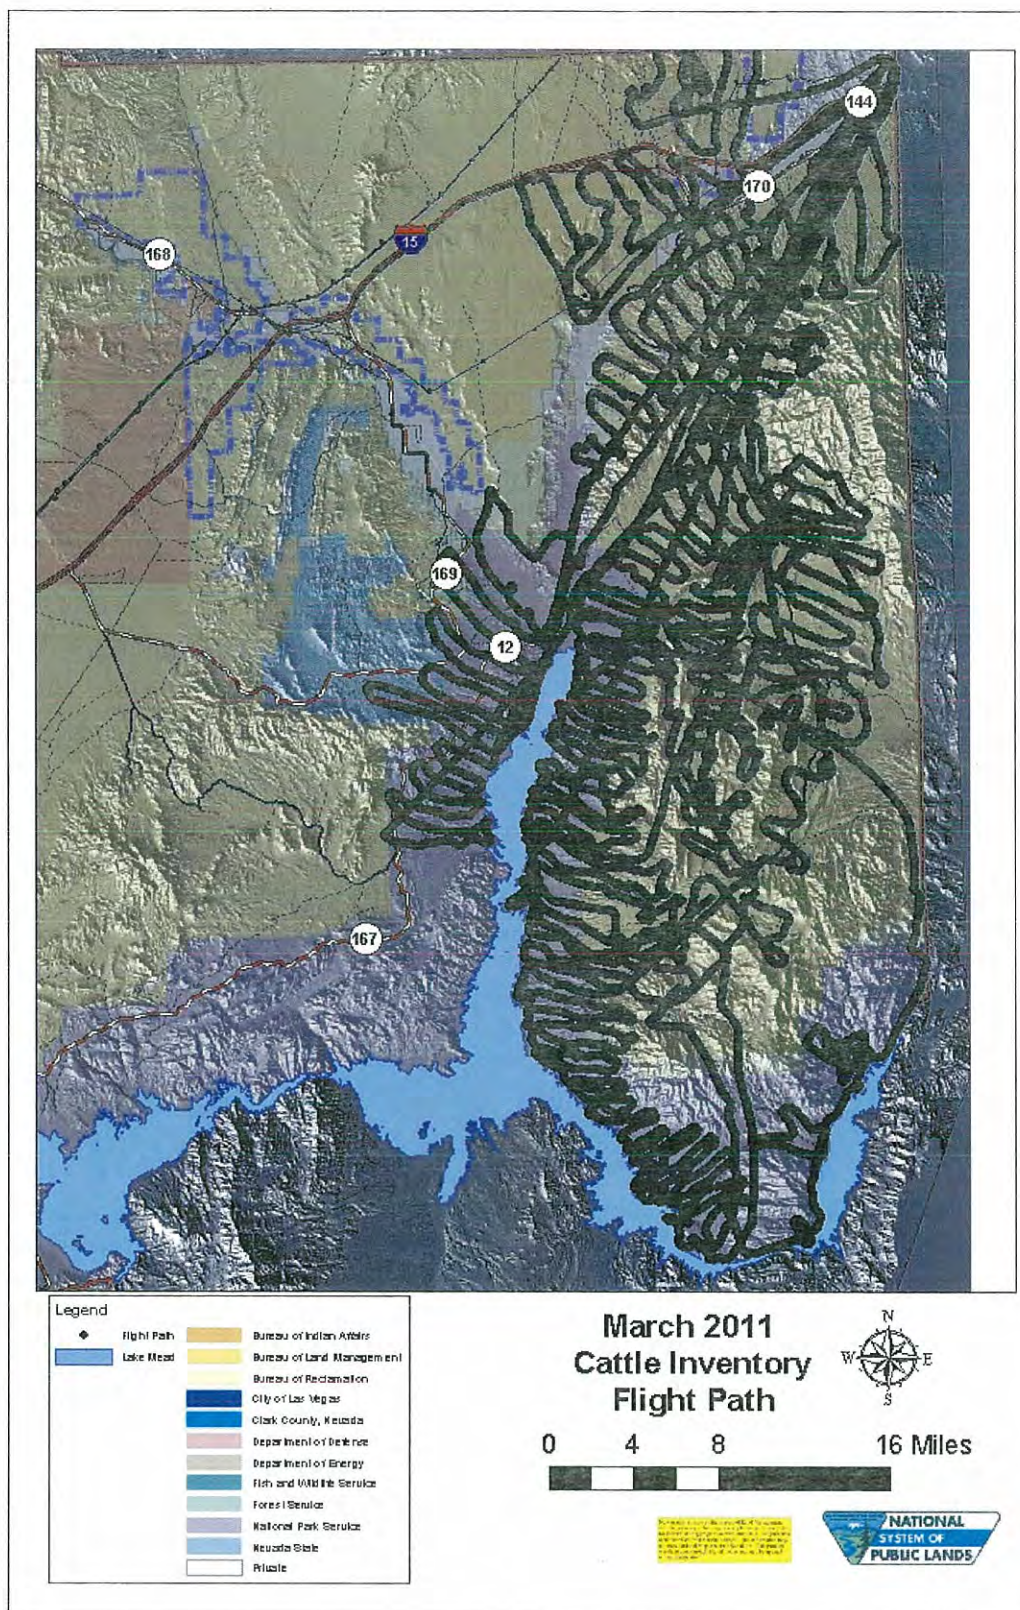 144
170
15
168
169
12
167
Legend
Flight Path
Lake Mead
Bureau of Indian Affairs
Bureau of Land Management
Bureau of Reclamation
City of Las Vegas
Clark County, Nevada
Department of Defense
Department of Energy
Fish and Wildlife Service
Forest Service
National Park Service
Nevada State
Private
March 2011
Cattle Inventory
Flight Path
N
W
E
S
0 4 8 16 Miles
NATIONAL
SYSTEM OF
PUBLIC LANDS